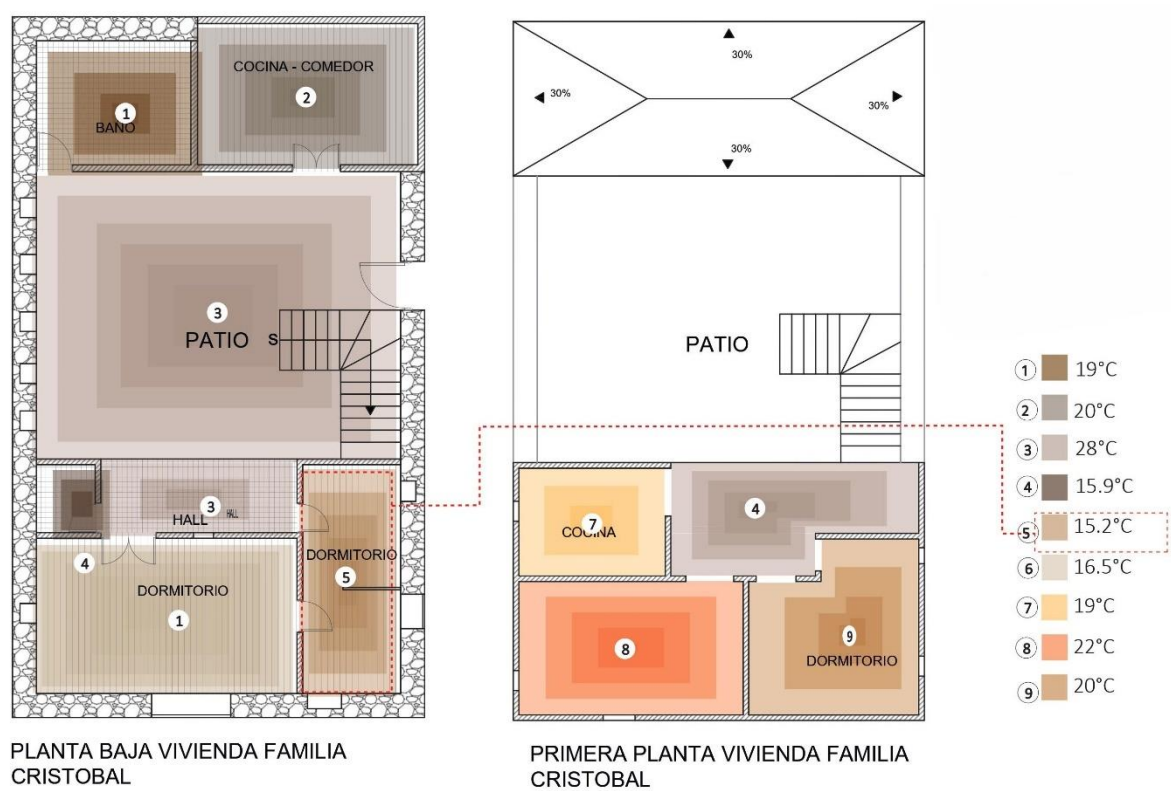 COCINA - COMEDOR
2
1
BAÑO
3
PATIO
S
3
HALL
HALL
4
DORMITORIO
1
DORMITORIO
5
PLANTA BAJA VIVIENDA FAMILIA
CRISTOBAL
30%
30%
30%
30%
PATIO
4
7
COCINA
8
9
DORMITORIO
PRIMERA PLANTA VIVIENDA FAMILIA
CRISTOBAL
1 19°C
2 20°C
3 28°C
4 15.9°C
5 15.2°C
6 16.5°C
7 19°C
8 22°C
9 20°C